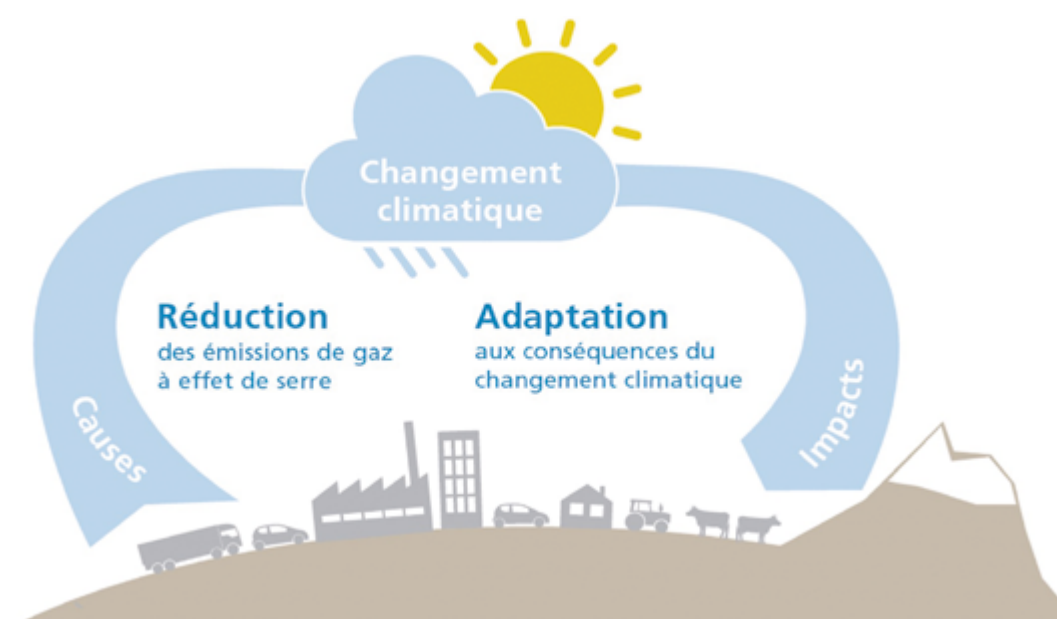 Changement
climatique
Réduction
des émissions de gaz
à effet de serre
Adaptation
aux conséquences du
changement climatique
Causes
Impacts